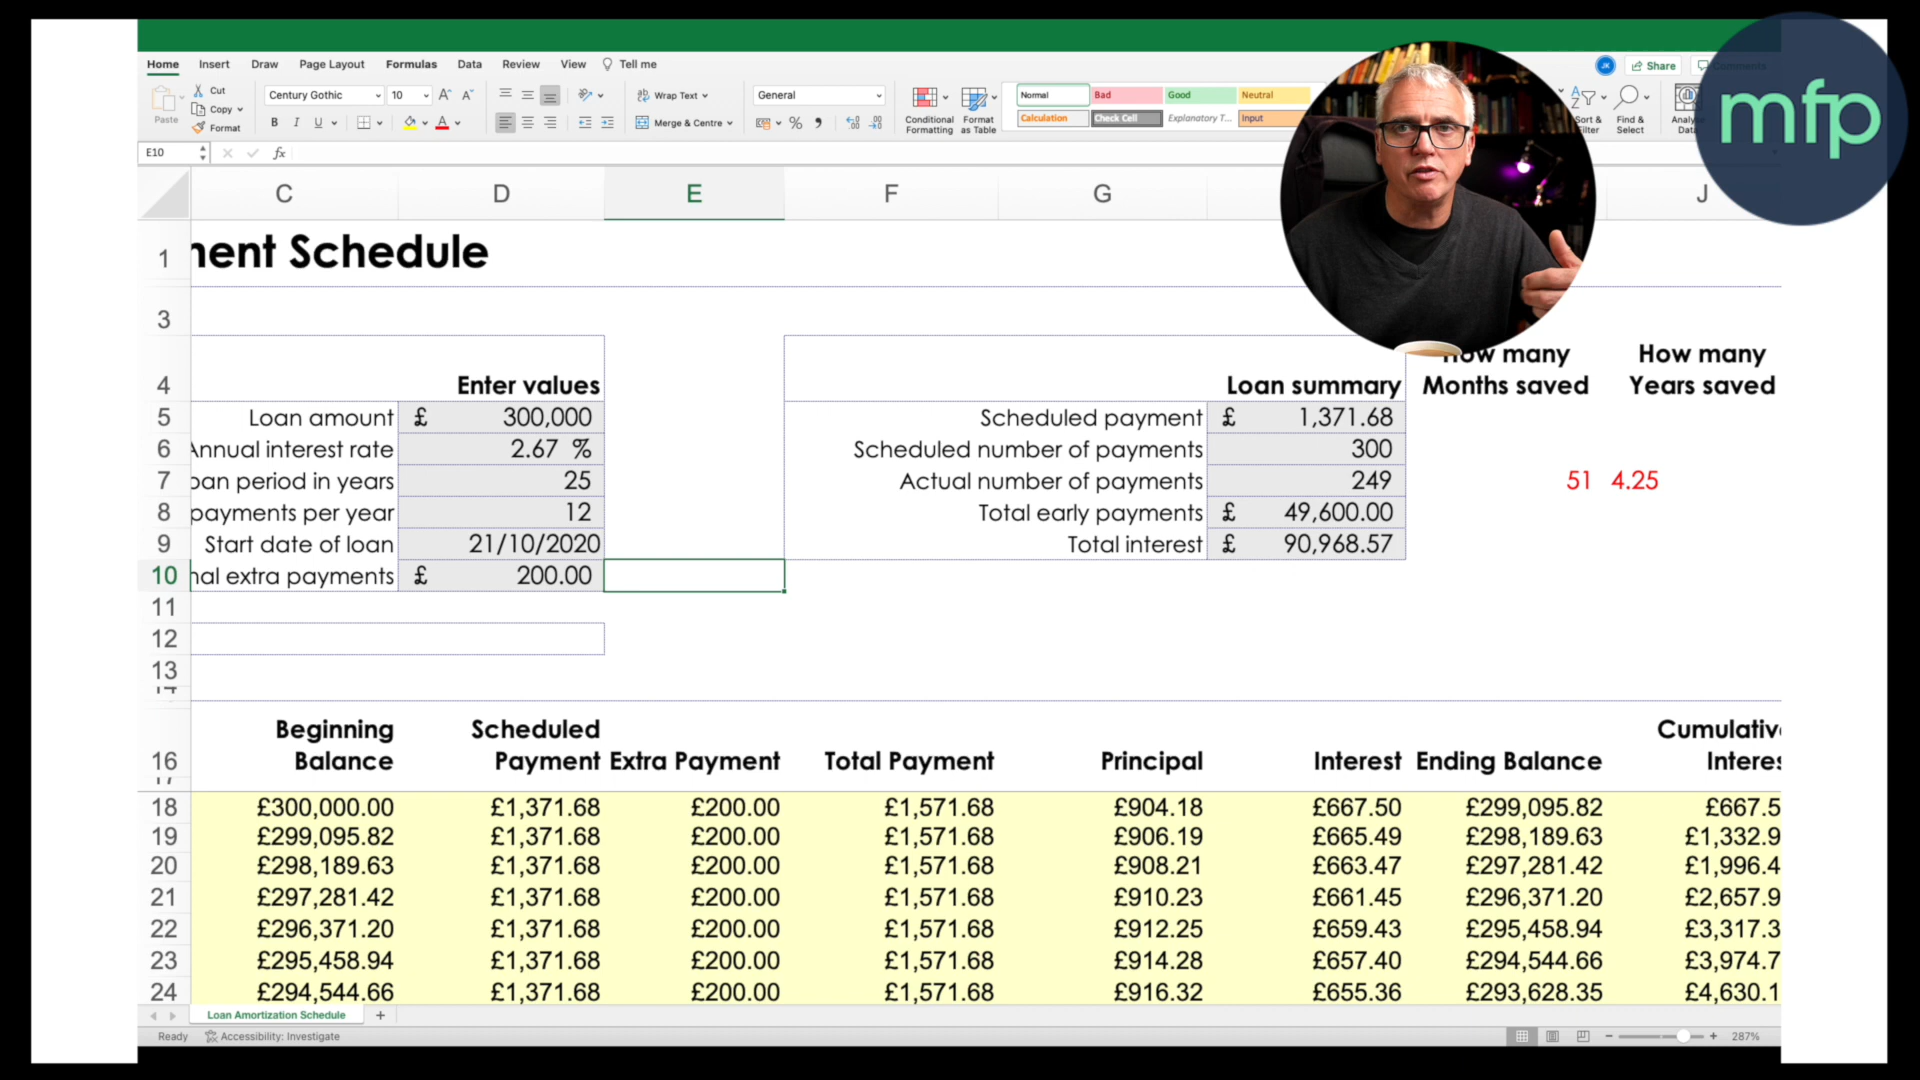 mfp
Home Insert Draw Page Layout Formulas Data Review View Tell me JK Share Comments
Paste Cut Copy Format
Century Gothic 10 A A
B I U A
Wrap Text
Merge & Centre
General
%
Conditional Formatting
Format as Table
Normal Bad Good Neutral
Calculation Check Cell Explanatory T... Input
Find & Select
E10 fx
C D E F G J
1 nent Schedule
3
How many How many
4 Enter values Loan summary Months saved Years saved
5 Loan amount £ 300,000 Scheduled payment £ 1,371.68
6 Annual interest rate 2.67 % Scheduled number of payments 300
7 oan period in years 25 Actual number of payments 249 51 4.25
8 payments per year 12 Total early payments £ 49,600.00
9 Start date of loan 21/10/2020 Total interest £ 90,968.57
10 nal extra payments £ 200.00
11
12
13
14
Beginning Scheduled Cumulativ
16 Balance Payment Extra Payment Total Payment Principal Interest Ending Balance Interes
17
18 £300,000.00 £1,371.68 £200.00 £1,571.68 £904.18 £667.50 £299,095.82 £667.5
19 £299,095.82 £1,371.68 £200.00 £1,571.68 £906.19 £665.49 £298,189.63 £1,332.9
20 £298,189.63 £1,371.68 £200.00 £1,571.68 £908.21 £663.47 £297,281.42 £1,996.4
21 £297,281.42 £1,371.68 £200.00 £1,571.68 £910.23 £661.45 £296,371.20 £2,657.9
22 £296,371.20 £1,371.68 £200.00 £1,571.68 £912.25 £659.43 £295,458.94 £3,317.3
23 £295,458.94 £1,371.68 £200.00 £1,571.68 £914.28 £657.40 £294,544.66 £3,974.7
24 £294,544.66 £1,371.68 £200.00 £1,571.68 £916.32 £655.36 £293,628.35 £4,630.1
Loan Amortization Schedule +
Ready Accessibility: Investigate 287%